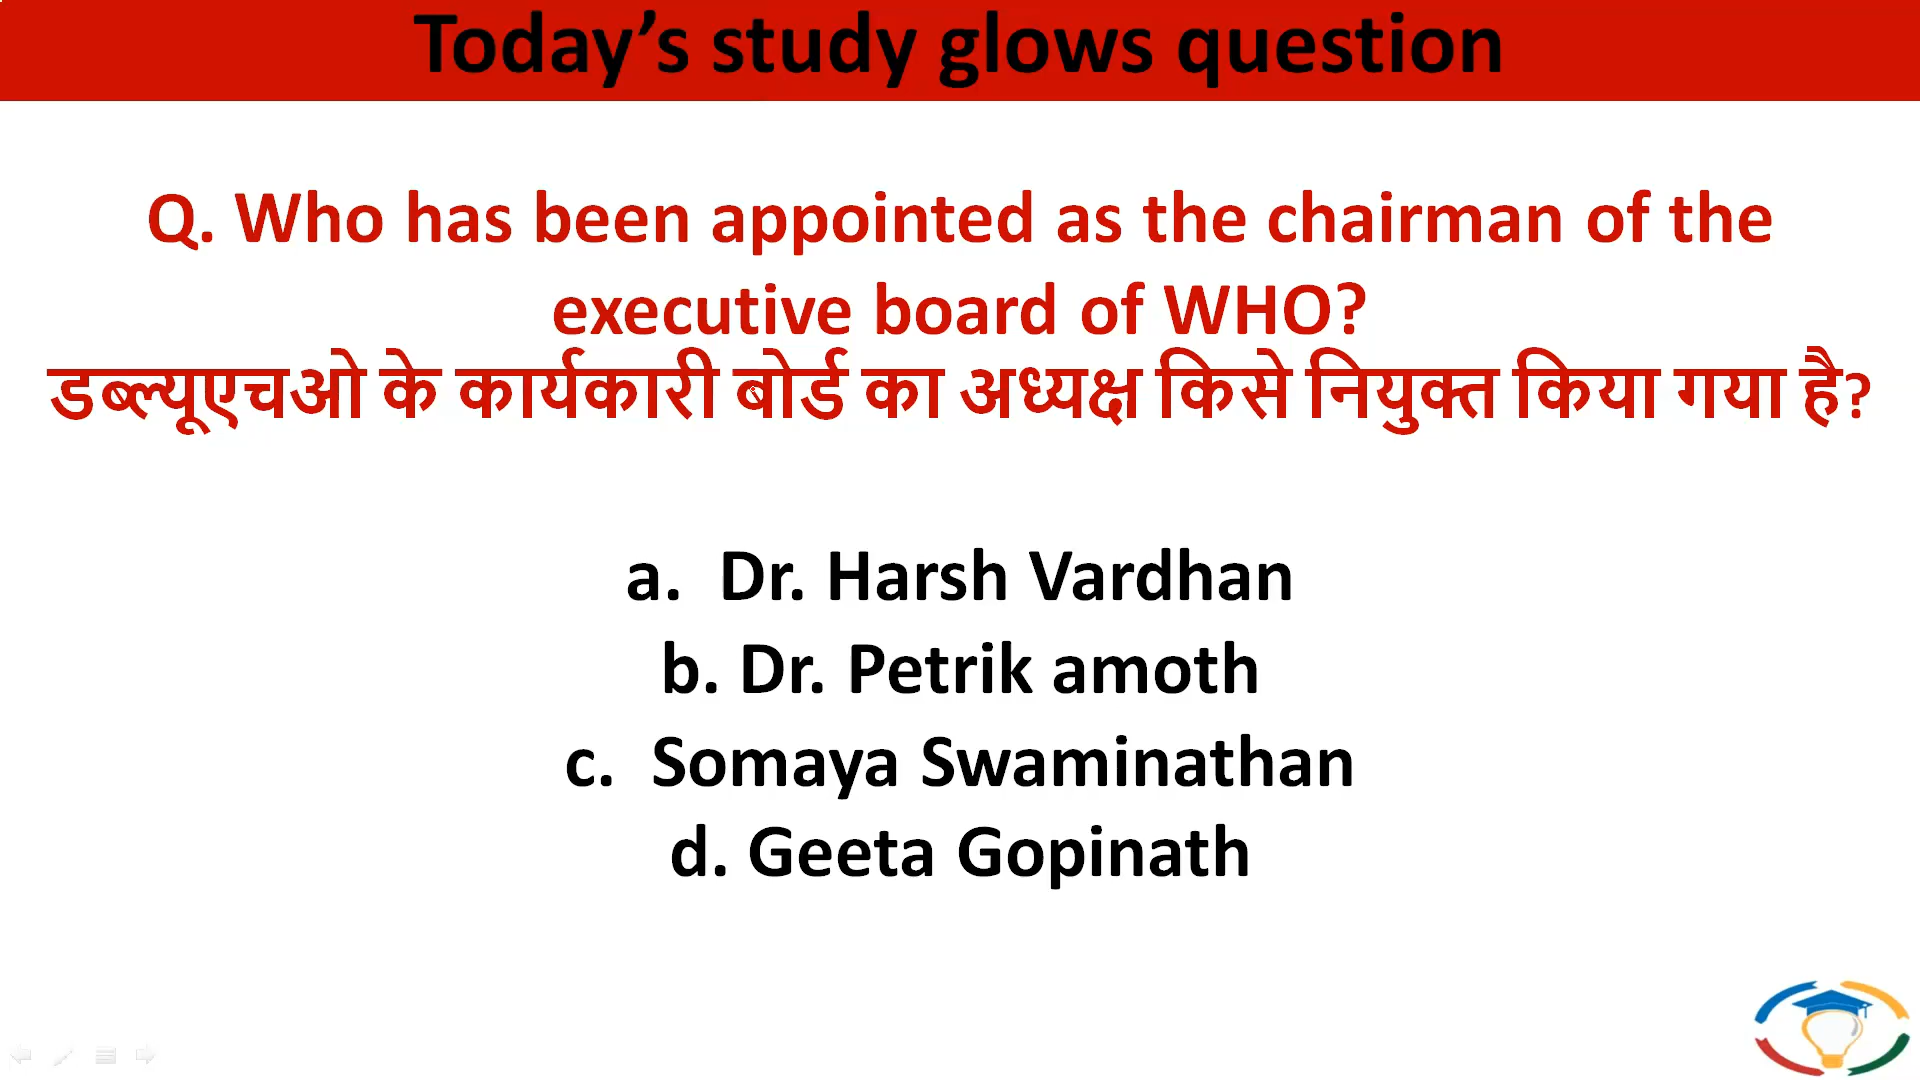 Today’s study glows question
Q. Who has been appointed as the chairman of the
executive board of WHO?
डब्ल्यूएचओ के कार्यकारी बोर्ड का अध्यक्ष किसे नियुक्त किया गया है?
a. Dr. Harsh Vardhan
b. Dr. Petrik amoth
c. Somaya Swaminathan
d. Geeta Gopinath